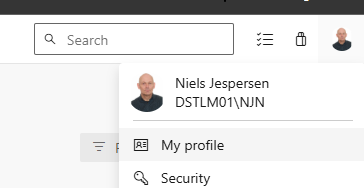 Search
Niels Jespersen
DSTLM01\NJN
My profile
Security